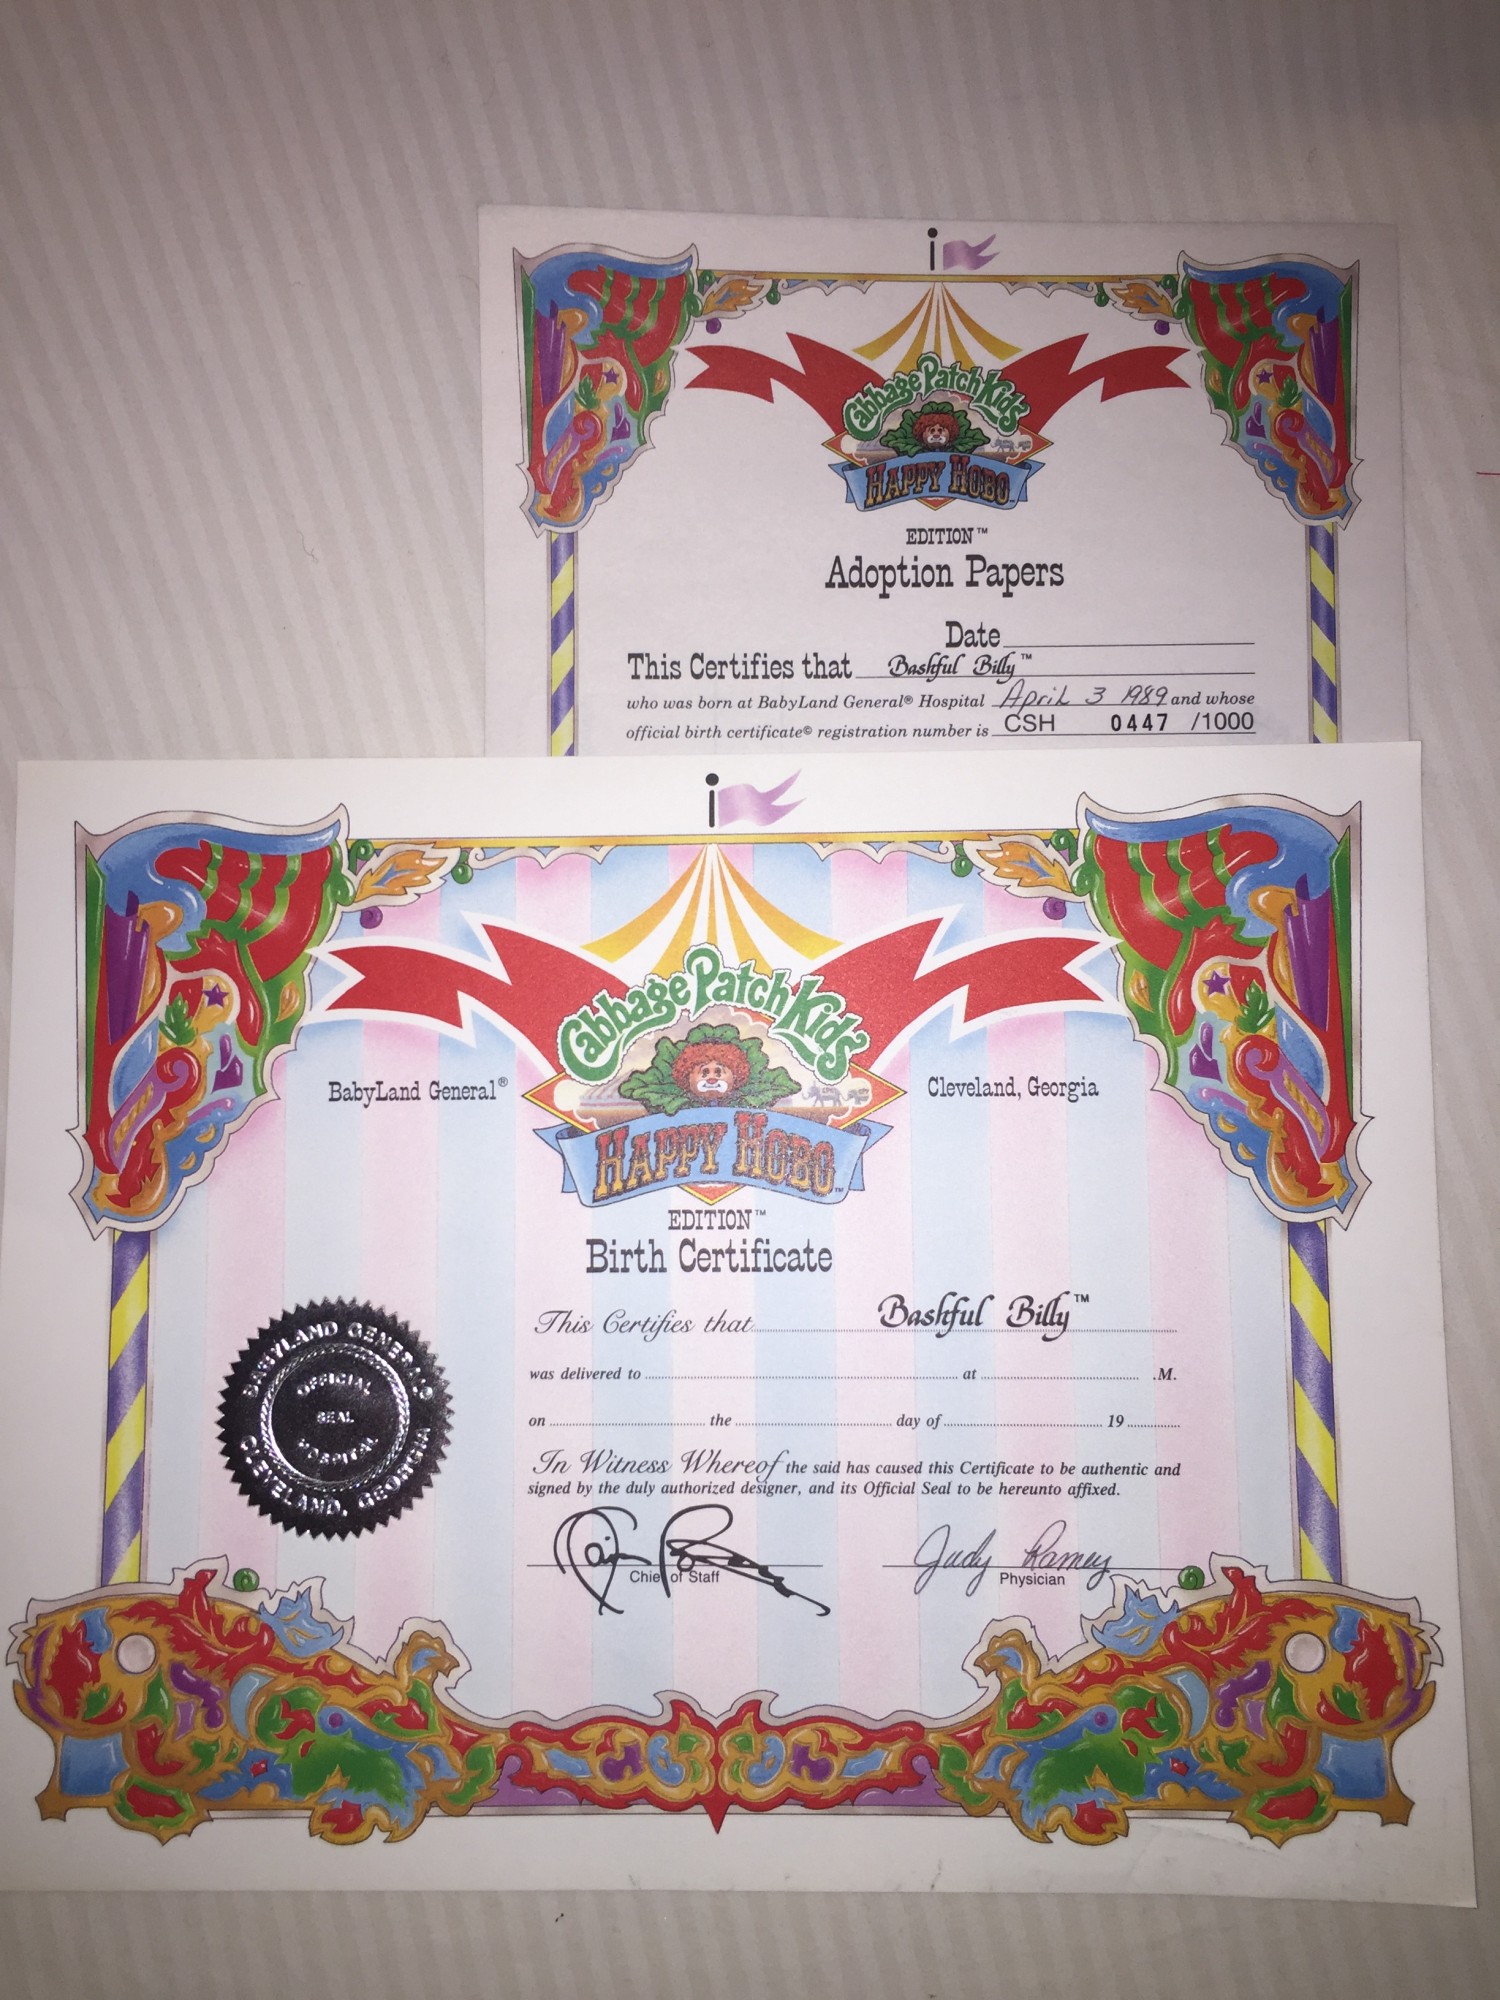 i
Cabbage Patch Kids
HAPPY HOBO™
EDITION™
Adoption Papers
Date
This Certifies that Bashful Billy™
who was born at BabyLand General® Hospital April 3 1989 and whose
official birth certificate© registration number is CSH 0447 /1000
i
Cabbage Patch Kids
BabyLand General® Cleveland, Georgia
HAPPY HOBO™
EDITION™
Birth Certificate
This Certifies that Bashful Billy™
was delivered to at .M.
on the day of 19
In Witness Whereof the said has caused this Certificate to be authentic and
signed by the duly authorized designer, and its Official Seal to be hereunto affixed.
BABYLAND GENERAL®
OFFICIAL
SEAL
HOSPITAL
CLEVELAND, GEORGIA
Judy Ramey
Chief of Staff Physician